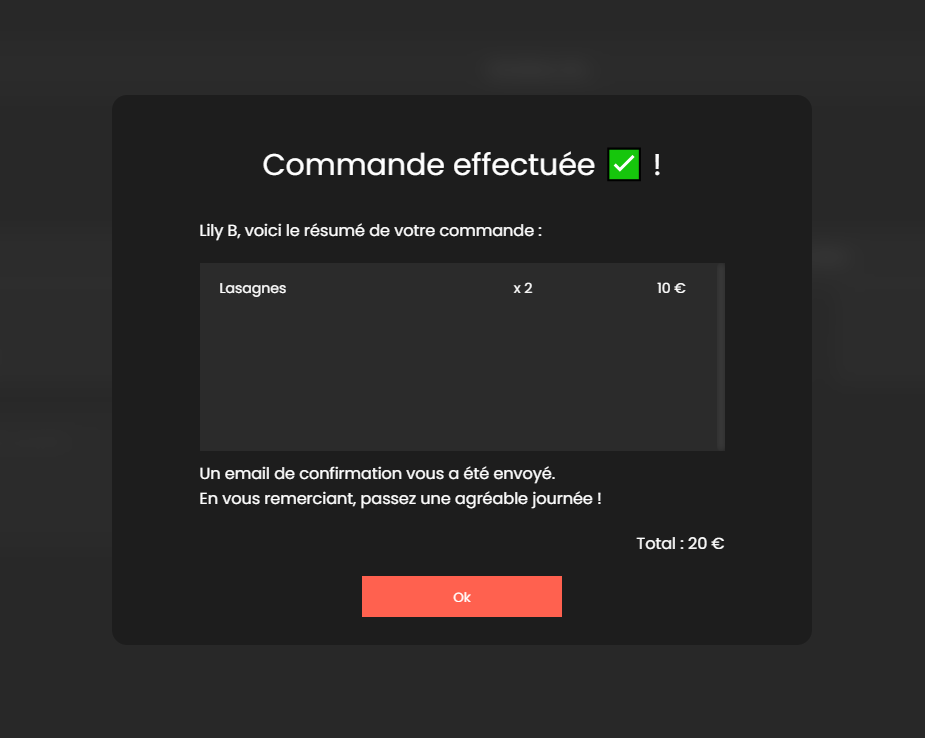 Commande effectuée ✅ !
Lily B, voici le résumé de votre commande :
Lasagnes x 2 10 €
Un email de confirmation vous a été envoyé.
En vous remerciant, passez une agréable journée !
Total : 20 €
Ok